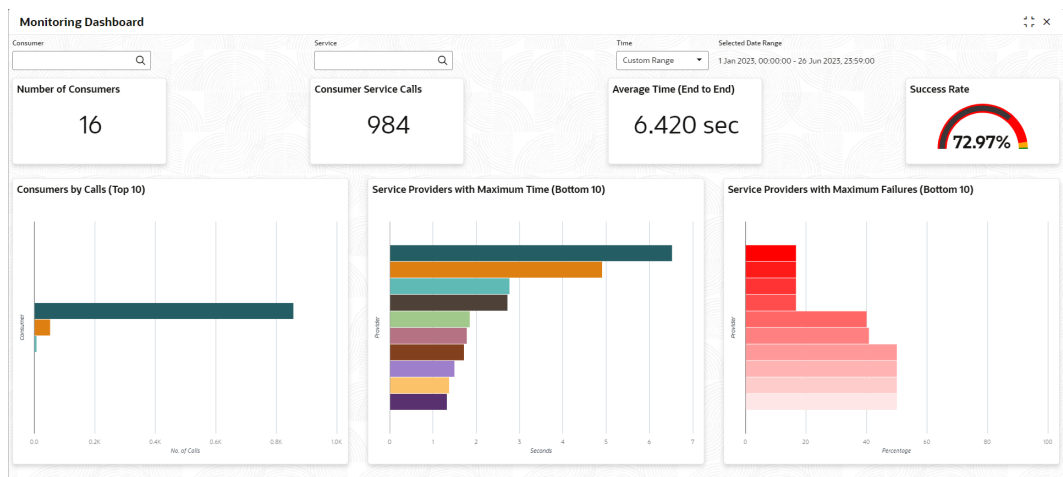 Monitoring Dashboard
Consumer
Service
Time
Selected Date Range
Custom Range
1 Jan 2023, 00:00:00 - 26 Jun 2023, 23:59:00
Number of Consumers
16
Consumer Service Calls
984
Average Time (End to End)
6.420 sec
Success Rate
72.97%
Consumers by Calls (Top 10)
Consumer
0.0 0.2K 0.4K 0.6K 0.8K 1.0K
No. of Calls
Service Providers with Maximum Time (Bottom 10)
Provider
0 1 2 3 4 5 6 7
Seconds
Service Providers with Maximum Failures (Bottom 10)
Provider
0 20 40 60 80 100
Percentage